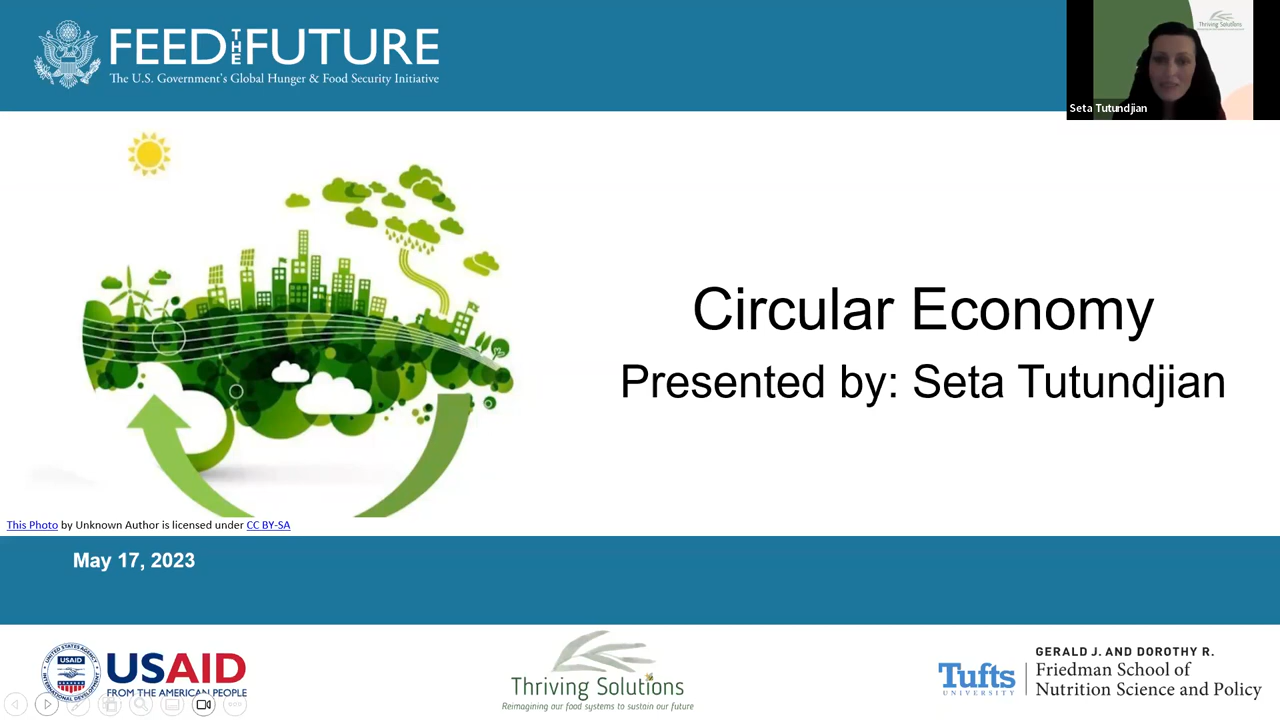 FEED THE FUTURE
The U.S. Government's Global Hunger & Food Security Initiative
Thriving Solutions
Seta Tutundjian
Circular Economy
Presented by: Seta Tutundjian
This Photo by Unknown Author is licensed under CC BY-SA
May 17, 2023
USAID
USAID
FROM THE AMERICAN PEOPLE
Thriving Solutions
Reimagining our food systems to sustain our future
Tufts
UNIVERSITY
GERALD J. AND DOROTHY R.
Friedman School of
Nutrition Science and Policy